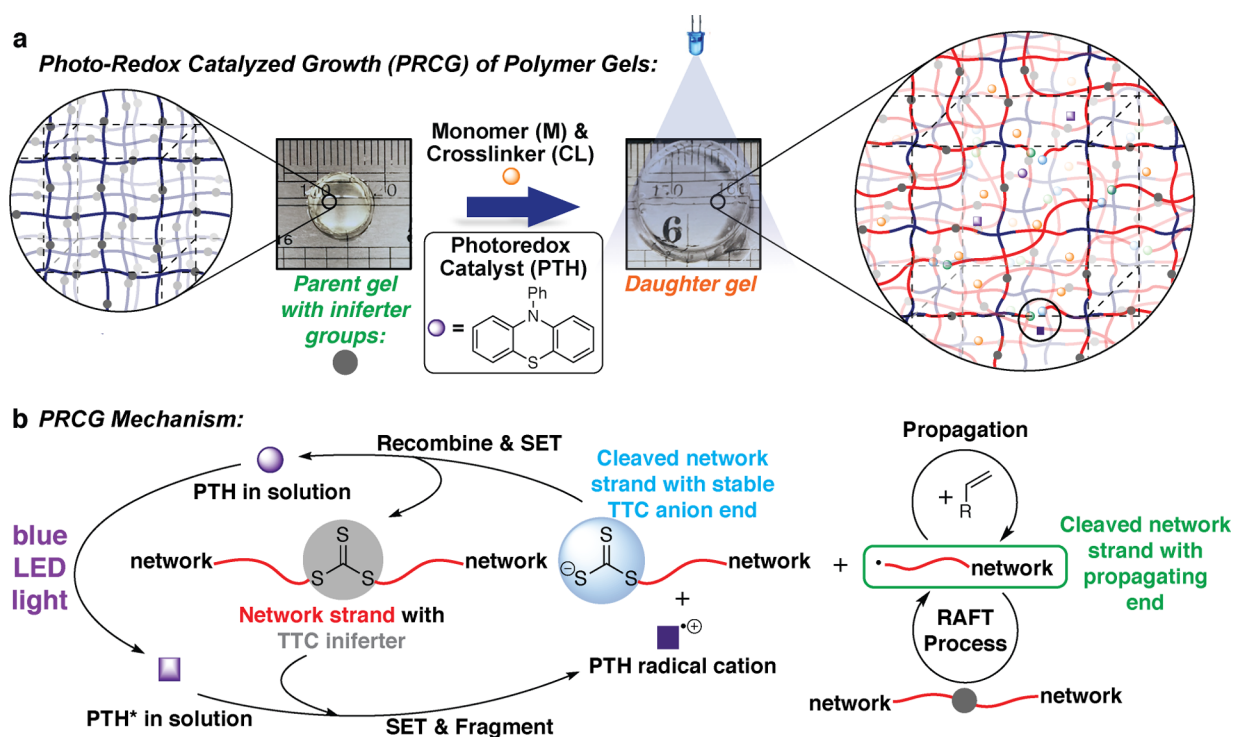 a
Photo-Redox Catalyzed Growth (PRCG) of Polymer Gels:
Monomer (M) &
Crosslinker (CL)
Photoredox
Catalyst (PTH)
Ph
N
S
=
16
6
Parent gel
with iniferter
groups:
Daughter gel
b PRCG Mechanism:
Recombine & SET
PTH in solution
blue
LED
light
PTH* in solution
network
S
S
S
network
Network strand with
TTC iniferter
SET & Fragment
Cleaved network
strand with stable
TTC anion end
S
⊖S
S
network
+
•⊕
PTH radical cation
+
Propagation
+
R
•
network
RAFT
Process
network
network
Cleaved network
strand with
propagating
end